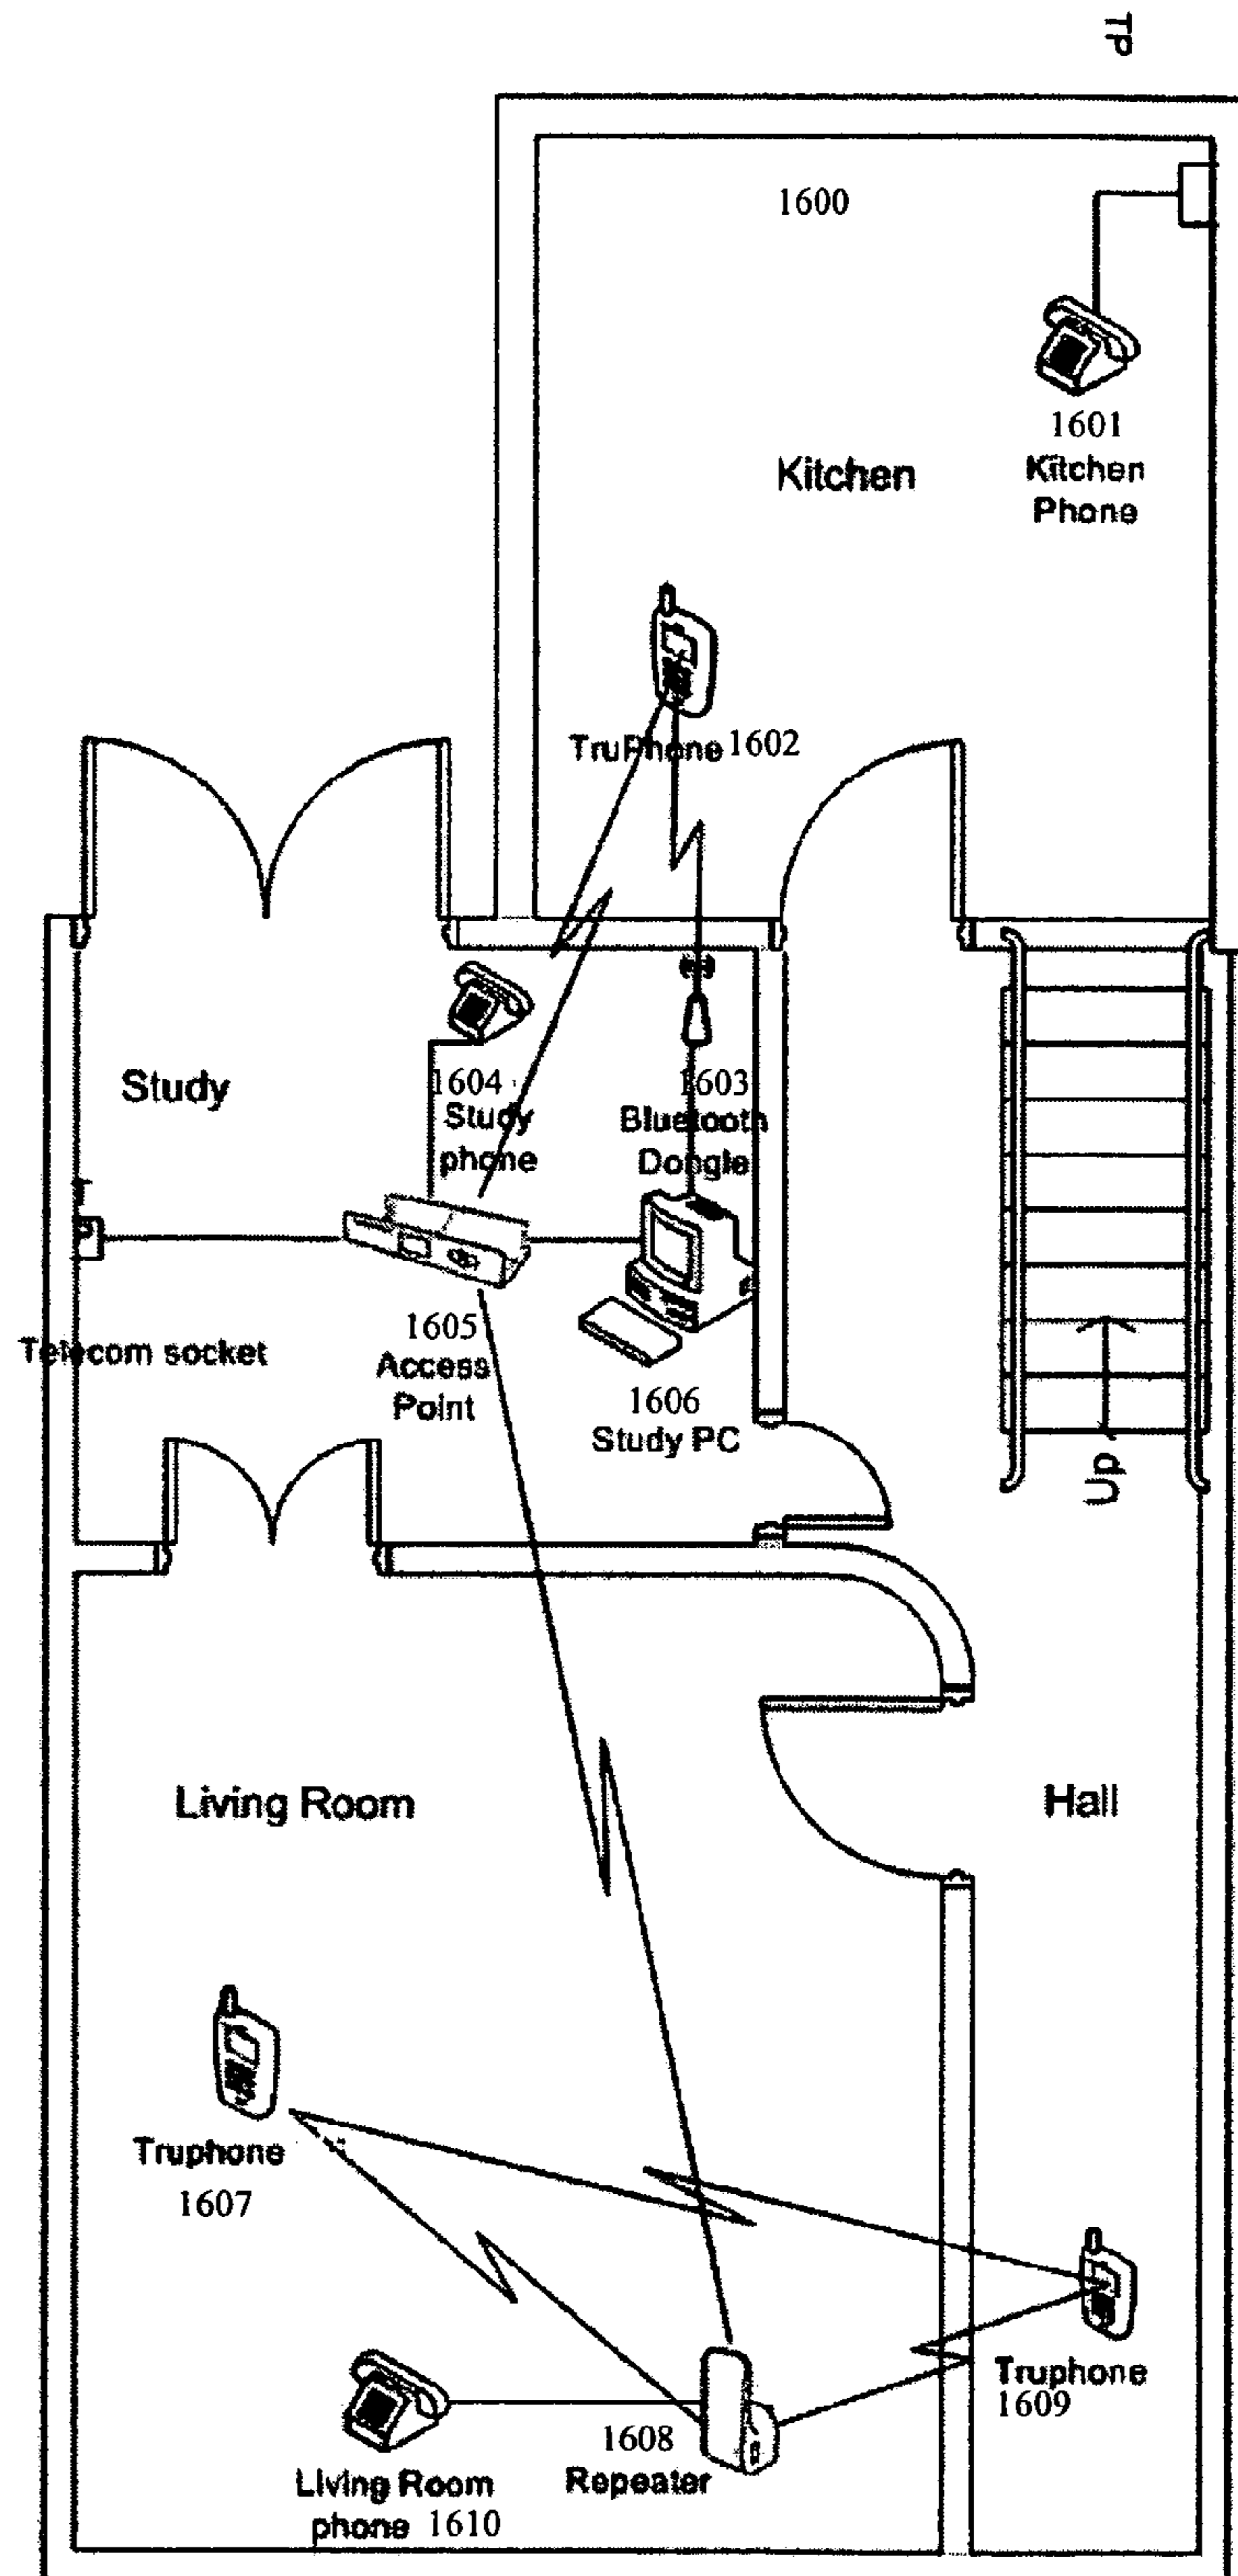 TP
1600
1601
Kitchen
Phone
Kitchen
TruPhone 1602
1604
Study
phone
1603
Bluetooth
Dongle
Study
T
P
Telecom socket
1605
Access
Point
1606
Study PC
Up
Living Room
Hall
Truphone
1607
Truphone
1609
1608
Repeater
Living Room
phone 1610